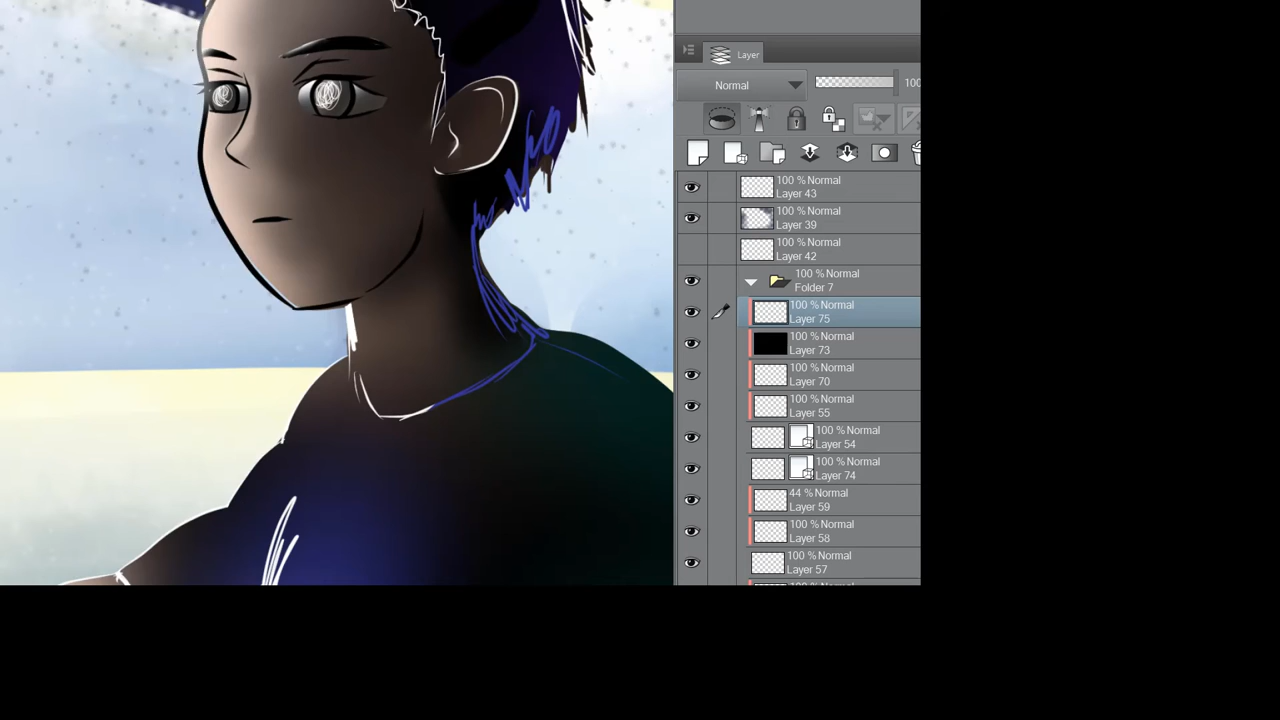 Layer
Normal
100
100 % Normal
Layer 43
100 % Normal
Layer 39
100 % Normal
Layer 42
100 % Normal
Folder 7
100 % Normal
Layer 75
100 % Normal
Layer 73
100 % Normal
Layer 70
100 % Normal
Layer 55
100 % Normal
Layer 54
100 % Normal
Layer 74
44 % Normal
Layer 59
100 % Normal
Layer 58
100 % Normal
Layer 57